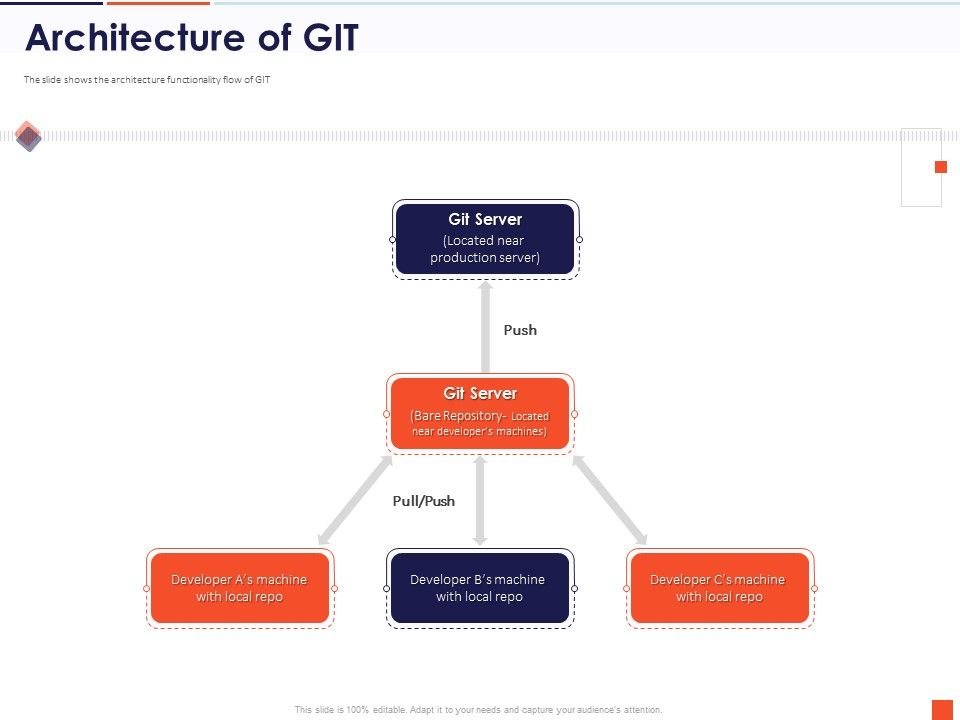 Architecture of GIT
The slide shows the architecture functionality flow of GIT
Git Server
(Located near
production server)
Push
Git Server
(Bare Repository- Located
near developer's machines)
Pull/Push
Developer A's machine
with local repo
Developer B's machine
with local repo
Developer C's machine
with local repo
This slide is 100% editable. Adapt it to your needs and capture your audience's attention.